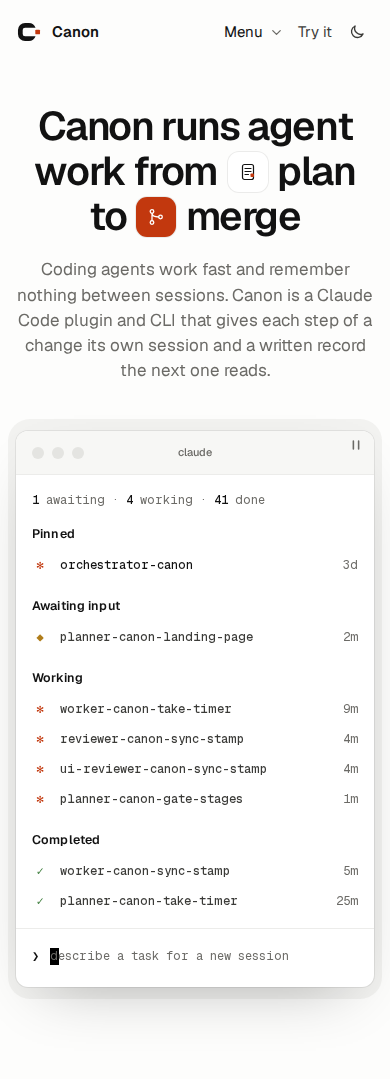 Canon Menu Try it
Canon runs agent
work from plan
to merge
Coding agents work fast and remember
nothing between sessions. Canon is a Claude
Code plugin and CLI that gives each step of a
change its own session and a written record
the next one reads.
claude
1 awaiting · 4 working · 41 done
Pinned
✻ orchestrator-canon 3d
Awaiting input
◆ planner-canon-landing-page 2m
Working
✻ worker-canon-take-timer 9m
✻ reviewer-canon-sync-stamp 4m
✻ ui-reviewer-canon-sync-stamp 4m
✻ planner-canon-gate-stages 1m
Completed
✓ worker-canon-sync-stamp 5m
✓ planner-canon-take-timer 25m
❯ describe a task for a new session